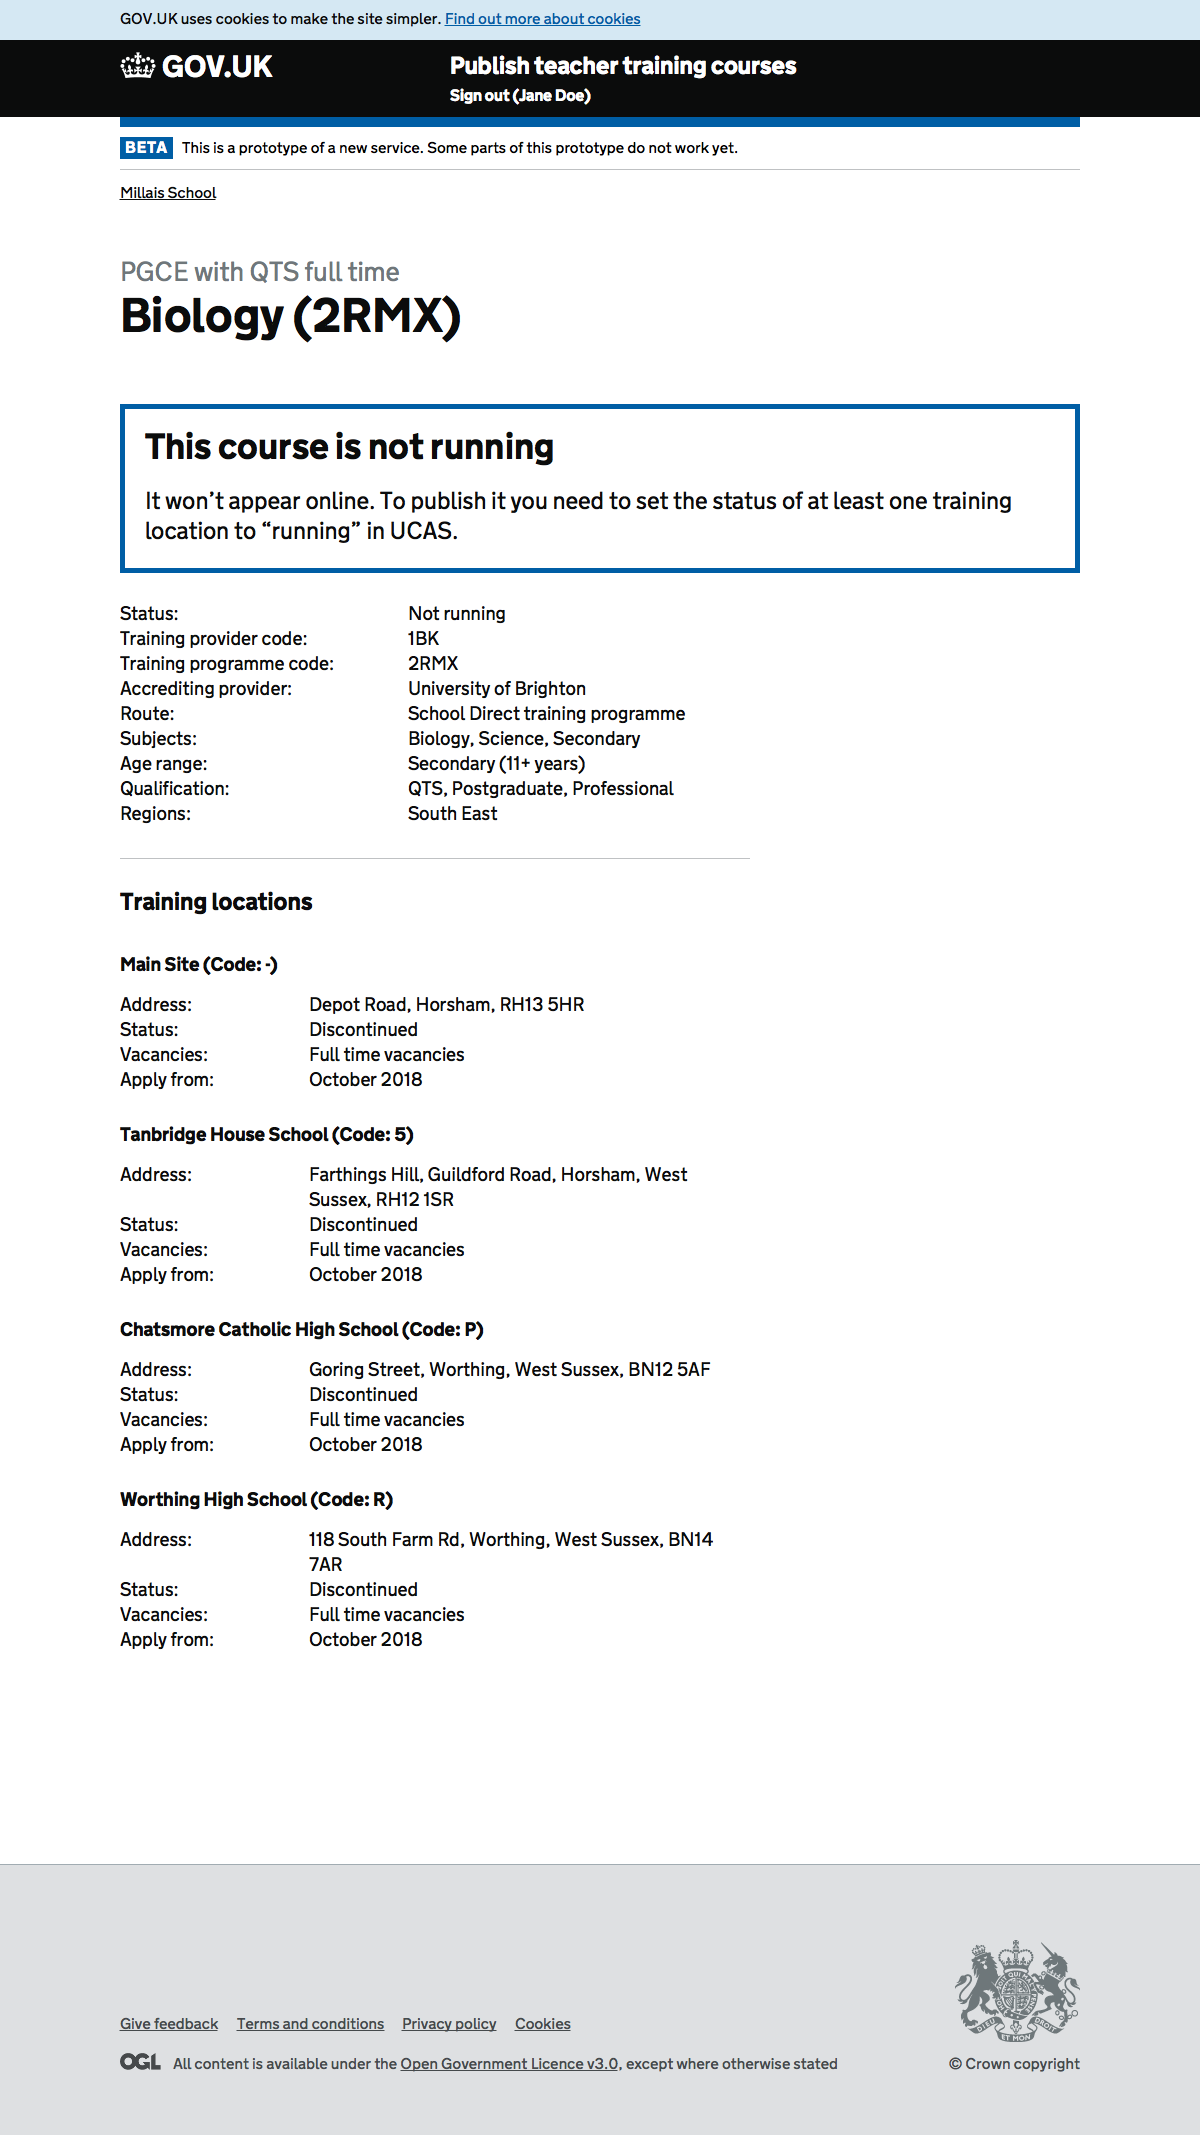 GOV.UK uses cookies to make the site simpler. Find out more about cookies
GOV.UK
Publish teacher training courses
Sign out (Jane Doe)
BETA This is a prototype of a new service. Some parts of this prototype do not work yet.
Millais School
PGCE with QTS full time
Biology (2RMX)
This course is not running
It won’t appear online. To publish it you need to set the status of at least one training
location to “running” in UCAS.
Status: Not running
Training provider code: 1BK
Training programme code: 2RMX
Accrediting provider: University of Brighton
Route: School Direct training programme
Subjects: Biology, Science, Secondary
Age range: Secondary (11+ years)
Qualification: QTS, Postgraduate, Professional
Regions: South East
Training locations
Main Site (Code: -)
Address: Depot Road, Horsham, RH13 5HR
Status: Discontinued
Vacancies: Full time vacancies
Apply from: October 2018
Tanbridge House School (Code: 5)
Address: Farthings Hill, Guildford Road, Horsham, West
Sussex, RH12 1SR
Status: Discontinued
Vacancies: Full time vacancies
Apply from: October 2018
Chatsmore Catholic High School (Code: P)
Address: Goring Street, Worthing, West Sussex, BN12 5AF
Status: Discontinued
Vacancies: Full time vacancies
Apply from: October 2018
Worthing High School (Code: R)
Address: 118 South Farm Rd, Worthing, West Sussex, BN14
7AR
Status: Discontinued
Vacancies: Full time vacancies
Apply from: October 2018
Give feedback Terms and conditions Privacy policy Cookies
DIEU ET MON DROIT
OGL All content is available under the Open Government Licence v3.0, except where otherwise stated
© Crown copyright